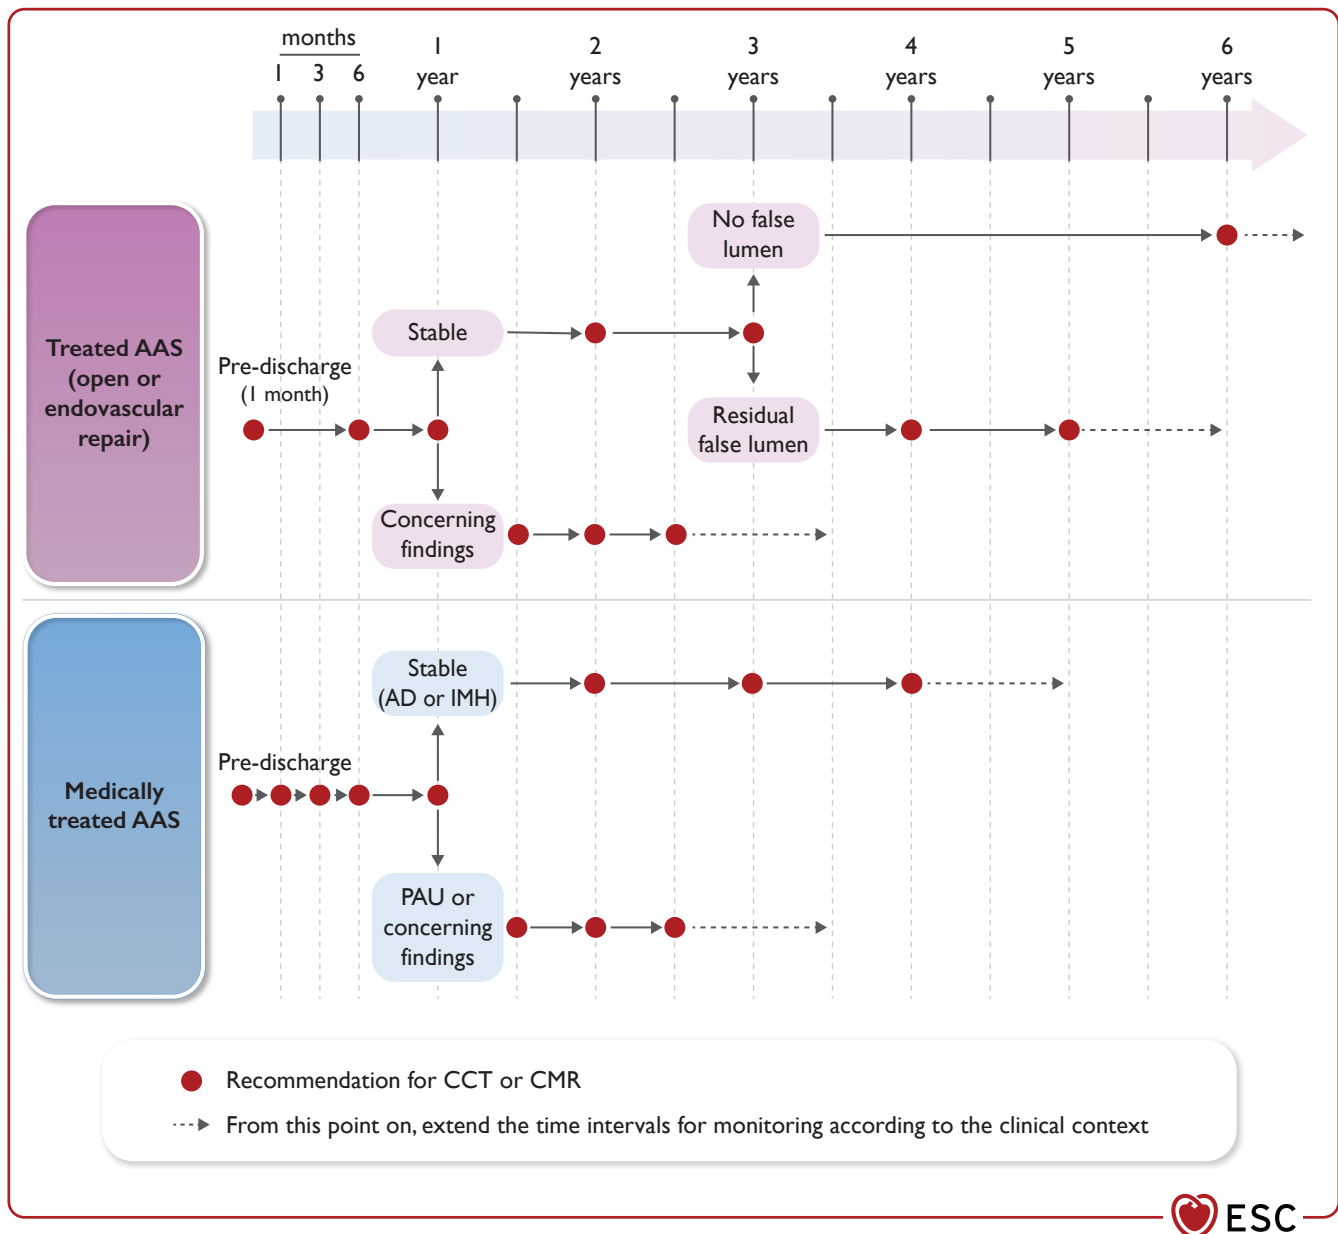 months
1 3 6
1
year
2
years
3
years
4
years
5
years
6
years
Treated AAS
(open or
endovascular
repair)
Pre-discharge
(1 month)
Stable
Concerning
findings
No false
lumen
Residual
false lumen
Medically
treated AAS
Pre-discharge
Stable
(AD or IMH)
PAU or
concerning
findings
Recommendation for CCT or CMR
From this point on, extend the time intervals for monitoring according to the clinical context
ESC